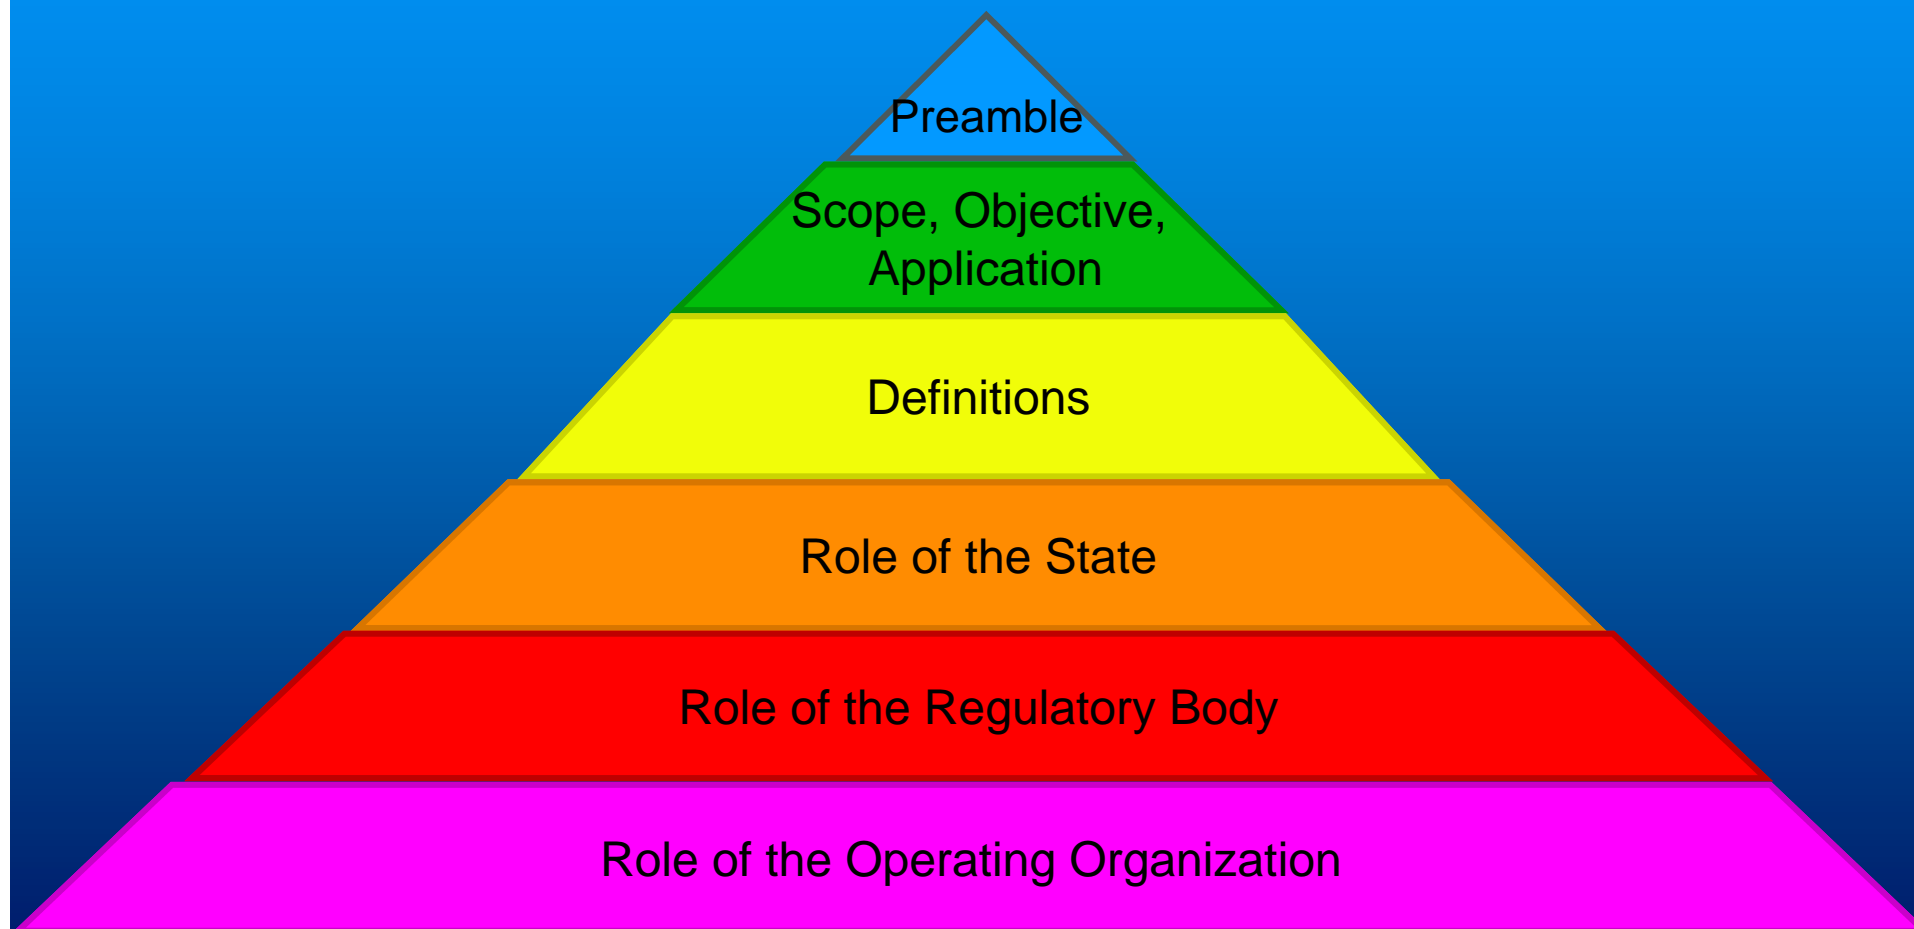 Preamble
Scope, Objective,
Application
Definitions
Role of the State
Role of the Regulatory Body
Role of the Operating Organization